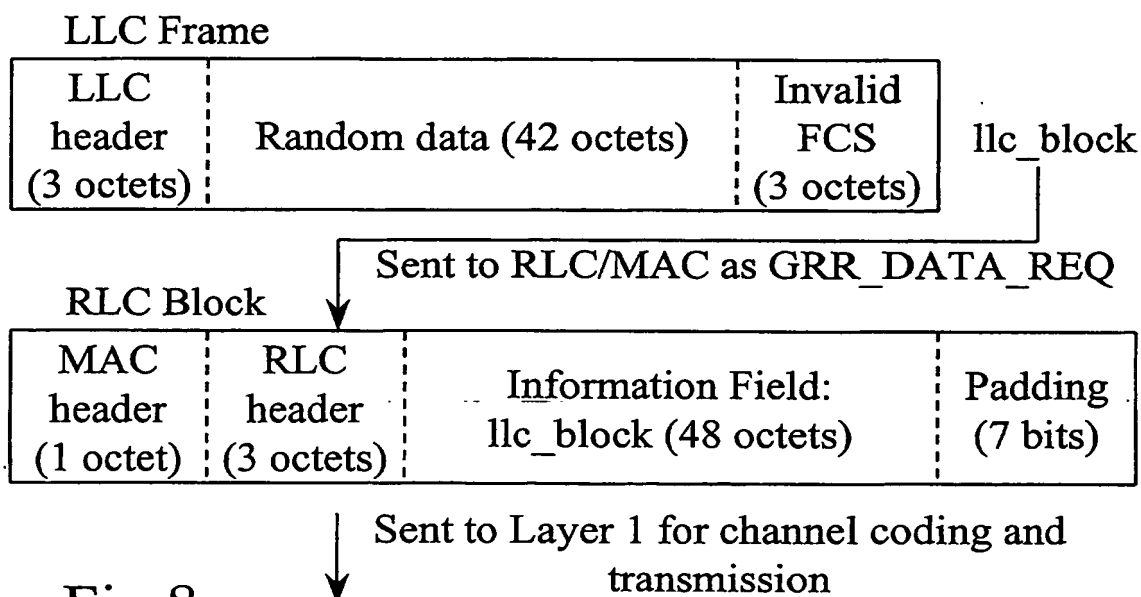 LLC Frame
LLC
header
(3 octets)
Random data (42 octets)
Invalid
FCS
(3 octets)
llc_block
Sent to RLC/MAC as GRR_DATA_REQ
RLC Block
MAC
header
(1 octet)
RLC
header
(3 octets)
Information Field:
llc_block (48 octets)
Padding
(7 bits)
Sent to Layer 1 for channel coding and
transmission
Fig 8